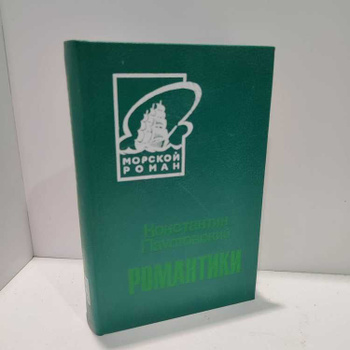 МОРСКОЙ
РОМАН
Константин
Паустовский
РОМАНТИКИ